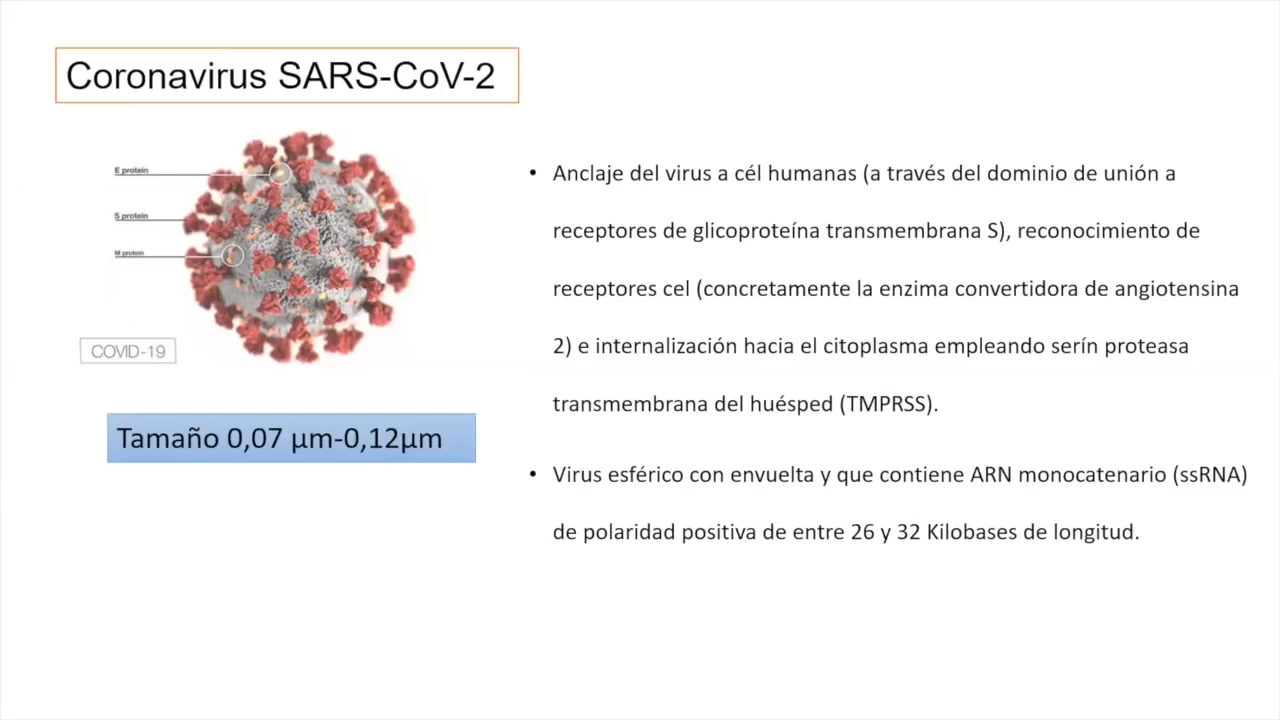 Coronavirus SARS-CoV-2
E protein
S protein
M protein
COVID-19
Tamaño 0,07 µm-0,12µm
• Anclaje del virus a cél humanas (a través del dominio de unión a
receptores de glicoproteína transmembrana S), reconocimiento de
receptores cel (concretamente la enzima convertidora de angiotensina
2) e internalización hacia el citoplasma empleando serín proteasa
transmembrana del huésped (TMPRSS).
• Virus esférico con envuelta y que contiene ARN monocatenario (ssRNA)
de polaridad positiva de entre 26 y 32 Kilobases de longitud.